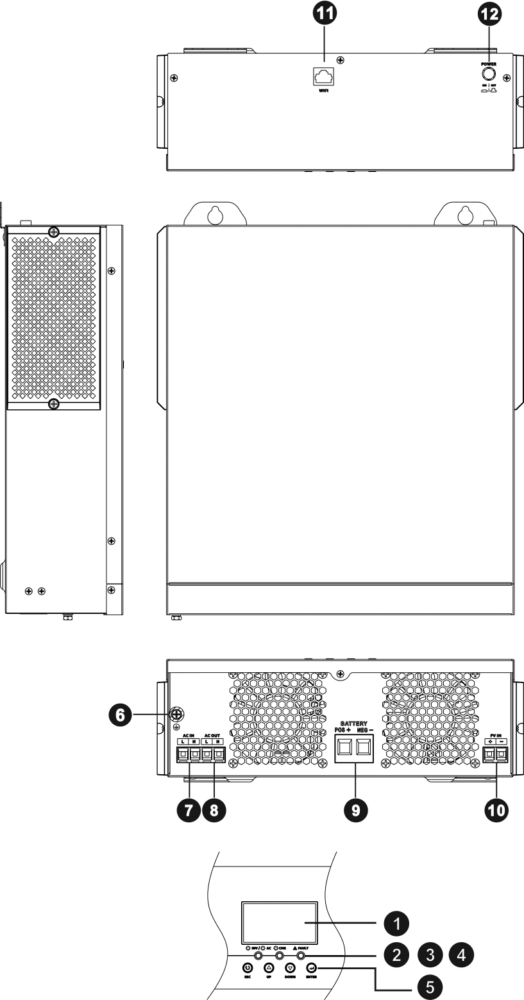 11
12
POWER
ON | OFF
WIFI
6
AC IN
AC OUT
L N L N
BATTERY
POS + NEG −
PV IN
+ −
7
8
9
10
1
INV / AC CHG FAULT
2
3
4
ESC UP DOWN ENTER
5